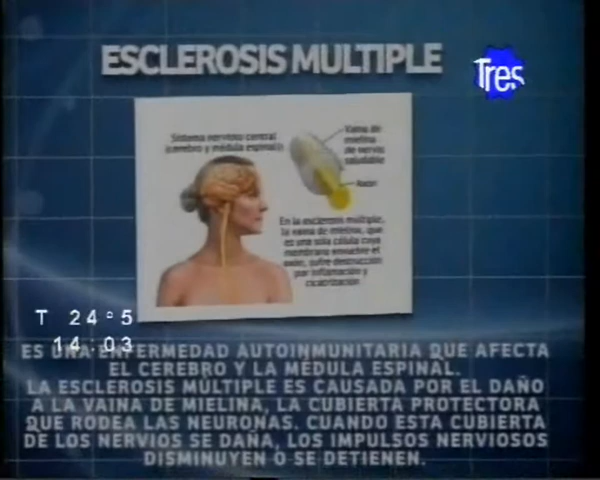 ESCLEROSIS MULTIPLE
Tres
Sistema nervioso central
(cerebro y médula espinal)
Vaina de
mielina
de nervio
saludable
Axón
En la esclerosis múltiple,
la vaina de mielina, que
es una sola célula cuya
membrana envuelve el
axón, sufre destrucción
por inflamación y
cicatrización
T 24°5
14:03
ES UNA ENFERMEDAD AUTOINMUNITARIA QUE AFECTA
EL CEREBRO Y LA MÉDULA ESPINAL.
LA ESCLEROSIS MÚLTIPLE ES CAUSADA POR EL DAÑO
A LA VAINA DE MIELINA, LA CUBIERTA PROTECTORA
QUE RODEA LAS NEURONAS. CUANDO ESTA CUBIERTA
DE LOS NERVIOS SE DAÑA, LOS IMPULSOS NERVIOSOS
DISMINUYEN O SE DETIENEN.